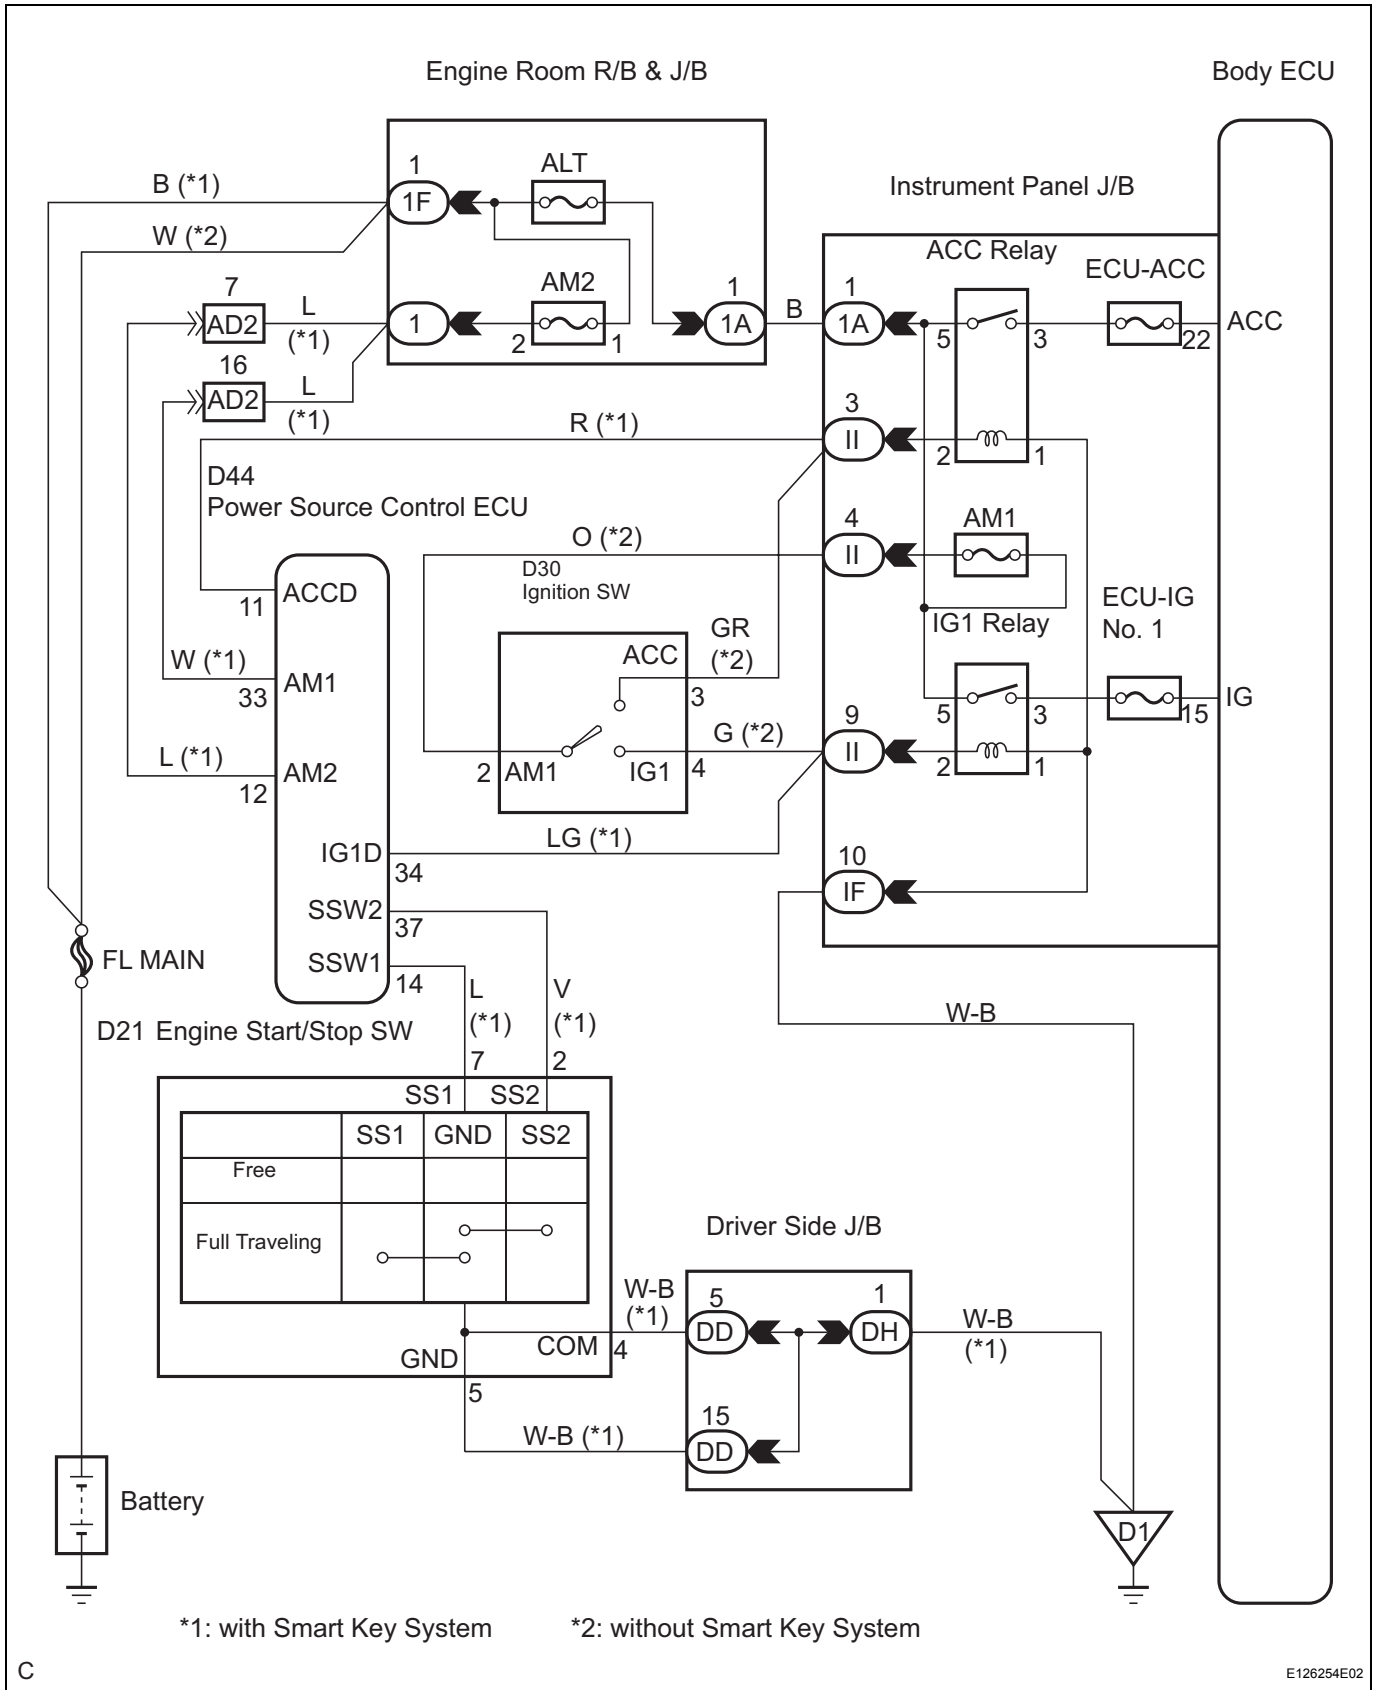 Engine Room R/B & J/B
Body ECU
1
ALT
B (*1)
1F
Instrument Panel J/B
W (*2)
ACC Relay
ECU-ACC
7
AM2
1
1
L
AD2
(*1)
1
2
1
1A
B
1A
5
3
22
ACC
16
L
AD2
(*1)
3
R (*1)
II
2
1
D44
Power Source Control ECU
4
AM1
O (*2)
II
D30
Ignition SW
ECU-IG
No. 1
ACCD
11
IG1 Relay
GR
(*2)
ACC
W (*1)
AM1
33
3
5
3
15
IG
9
G (*2)
II
L (*1)
AM2
12
2
AM1
IG1
4
2
1
LG (*1)
IG1D
34
10
IF
SSW2
37
FL MAIN
SSW1
14
L
(*1)
V
(*1)
W-B
D21 Engine Start/Stop SW
7
2
SS1
SS2
SS1
GND
SS2
Free
Full Traveling
Driver Side J/B
W-B
(*1)
5
1
DD
DH
W-B
(*1)
COM
4
GND
5
15
W-B (*1)
DD
Battery
D1
*1: with Smart Key System
*2: without Smart Key System
C
E126254E02